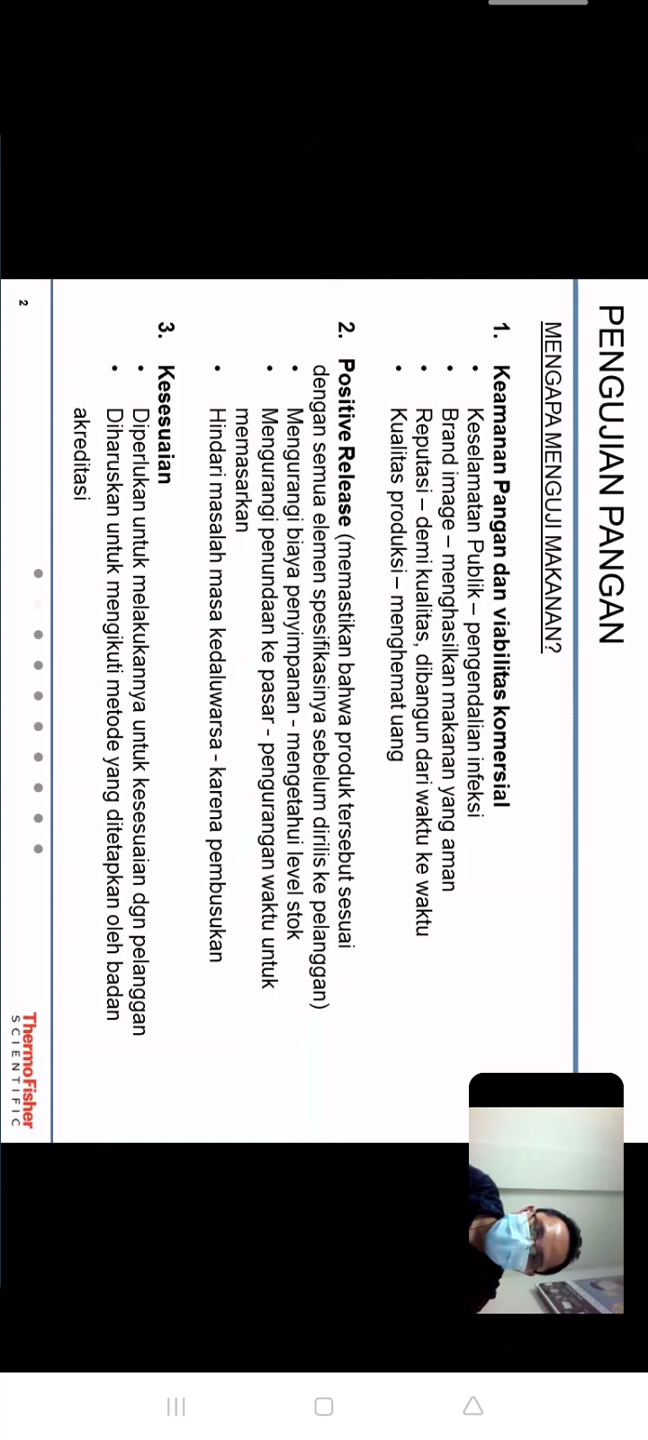 PENGUJIAN PANGAN
MENGAPA MENGUJI MAKANAN?
1. Keamanan Pangan dan viabilitas komersial
• Keselamatan Publik – pengendalian infeksi
• Brand image – menghasilkan makanan yang aman
• Reputasi – demi kualitas, dibangun dari waktu ke waktu
• Kualitas produksi – menghemat uang
2. Positive Release (memastikan bahwa produk tersebut sesuai
dengan semua elemen spesifikasinya sebelum dirilis ke pelanggan)
• Mengurangi biaya penyimpanan - mengetahui level stok
• Mengurangi penundaan ke pasar - pengurangan waktu untuk
memasarkan
• Hindari masalah masa kedaluwarsa - karena pembusukan
3. Kesesuaian
• Diperlukan untuk melakukannya untuk kesesuaian dgn pelanggan
• Diharuskan untuk mengikuti metode yang ditetapkan oleh badan
akreditasi
2
ThermoFisher
SCIENTIFIC